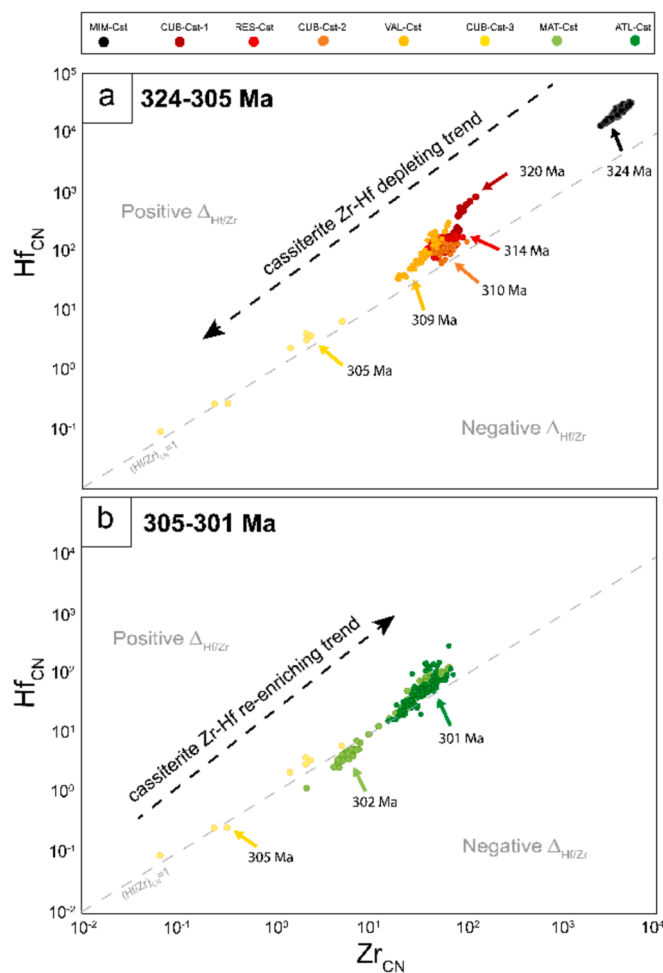 MIM-Cst CUB-Cst-1 RES-Cst CUB-Cst-2 VAL-Cst CUB-Cst-3 MAT-Cst ATL-Cst
a 324-305 Ma
10⁵
10⁴
10³
10²
10¹
10⁰
10⁻¹
Hf_CN
Positive Δ_Hf/Zr
cassiterite Zr-Hf depleting trend
324 Ma
320 Ma
314 Ma
310 Ma
309 Ma
305 Ma
Negative Δ_Hf/Zr
(Hf/Zr)_CN=1
b 305-301 Ma
10⁴
10³
10²
10¹
10⁰
10⁻¹
10⁻²
Hf_CN
Positive Δ_Hf/Zr
cassiterite Zr-Hf re-enriching trend
301 Ma
302 Ma
305 Ma
Negative Δ_Hf/Zr
(Hf/Zr)_CN=1
10⁻² 10⁻¹ 10⁰ 10¹ 10² 10³ 10⁴
Zr_CN